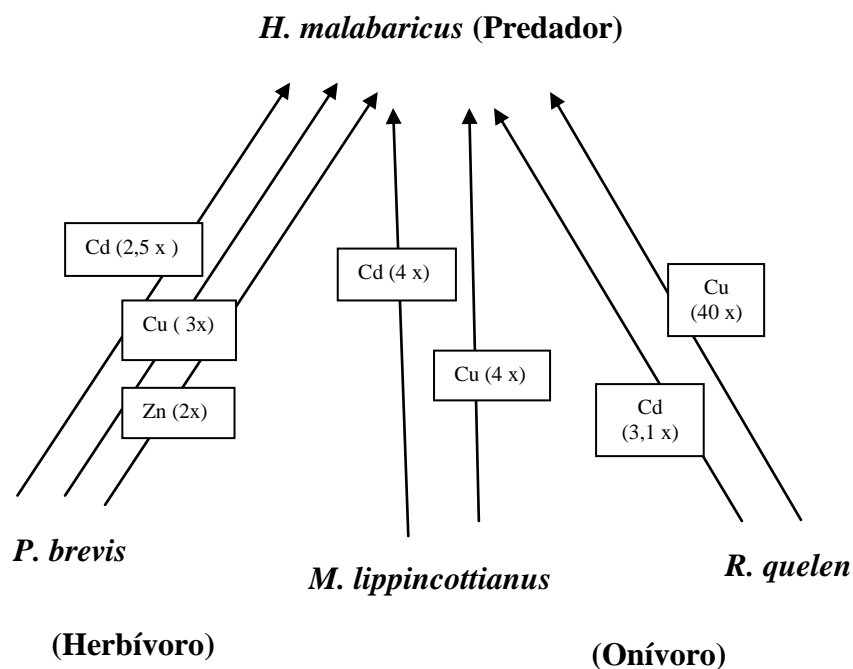 H. malabaricus (Predador)
Cd (2,5 x )
Cu ( 3x)
Zn (2x)
Cd (4 x)
Cu (4 x)
Cd
(3,1 x)
Cu
(40 x)
P. brevis
M. lippincottianus
R. quelen
(Herbívoro)
(Onívoro)